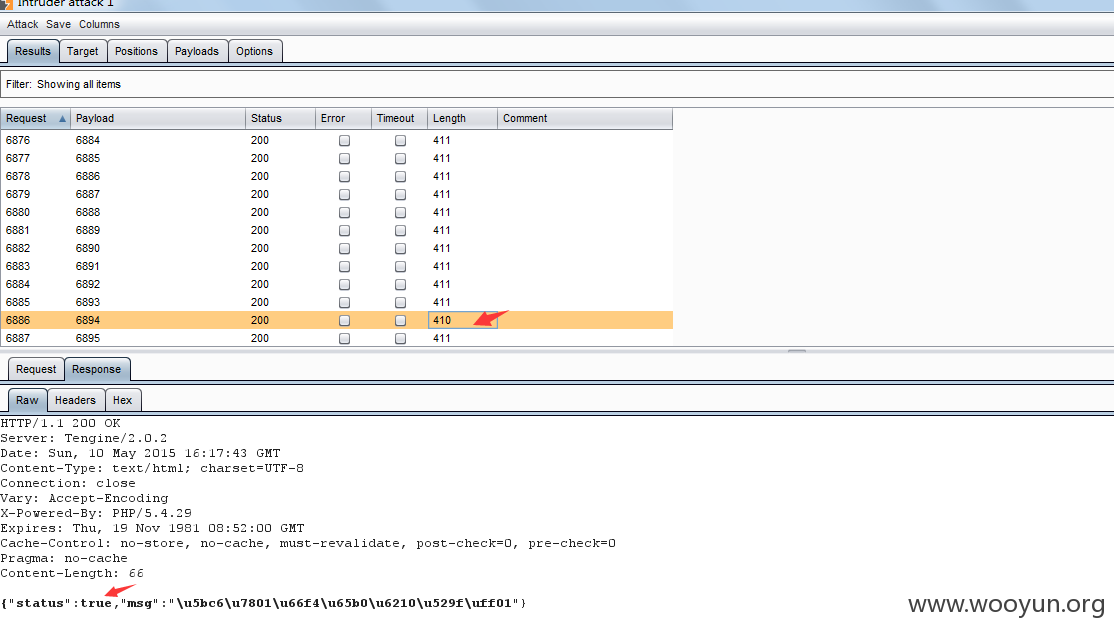 Intruder attack 1
Attack Save Columns
Results Target Positions Payloads Options
Filter: Showing all items
Request Payload Status Error Timeout Length Comment
6876 6884 200 411
6877 6885 200 411
6878 6886 200 411
6879 6887 200 411
6880 6888 200 411
6881 6889 200 411
6882 6890 200 411
6883 6891 200 411
6884 6892 200 411
6885 6893 200 411
6886 6894 200 410
6887 6895 200 411
Request Response
Raw Headers Hex
HTTP/1.1 200 OK
Server: Tengine/2.0.2
Date: Sun, 10 May 2015 16:17:43 GMT
Content-Type: text/html; charset=UTF-8
Connection: close
Vary: Accept-Encoding
X-Powered-By: PHP/5.4.29
Expires: Thu, 19 Nov 1981 08:52:00 GMT
Cache-Control: no-store, no-cache, must-revalidate, post-check=0, pre-check=0
Pragma: no-cache
Content-Length: 66
{"status":true,"msg":"\u5bc6\u7801\u66f4\u65b0\u6210\u529f\uff01"}
www.wooyun.org